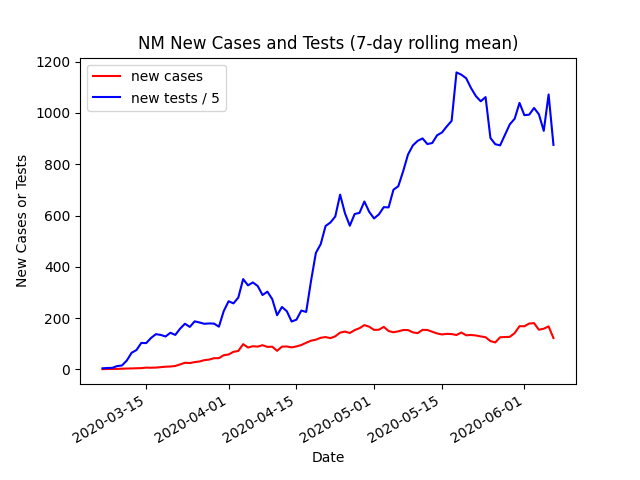 NM New Cases and Tests (7-day rolling mean)
new cases
new tests / 5
1200
1000
800
600
400
200
0
New Cases or Tests
2020-03-15
2020-04-01
2020-04-15
2020-05-01
2020-05-15
2020-06-01
Date